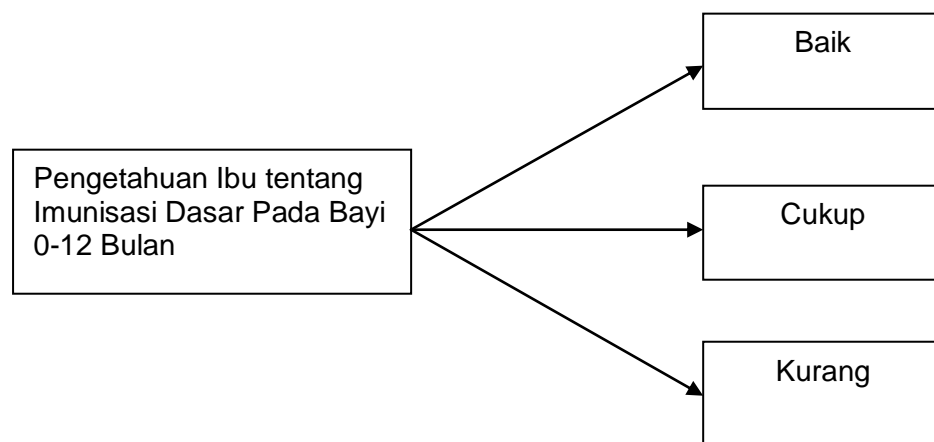 Baik
Pengetahuan Ibu tentang
Imunisasi Dasar Pada Bayi
0-12 Bulan
Cukup
Kurang